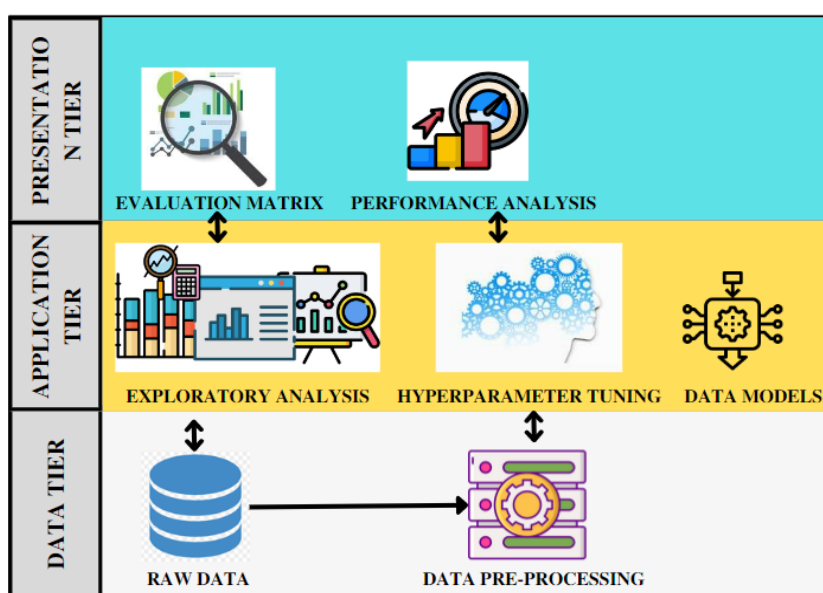 PRESENTATIO
N TIER
EVALUATION MATRIX
PERFORMANCE ANALYSIS
APPLICATION
TIER
EXPLORATORY ANALYSIS
HYPERPARAMETER TUNING
DATA MODELS
DATA TIER
RAW DATA
DATA PRE-PROCESSING